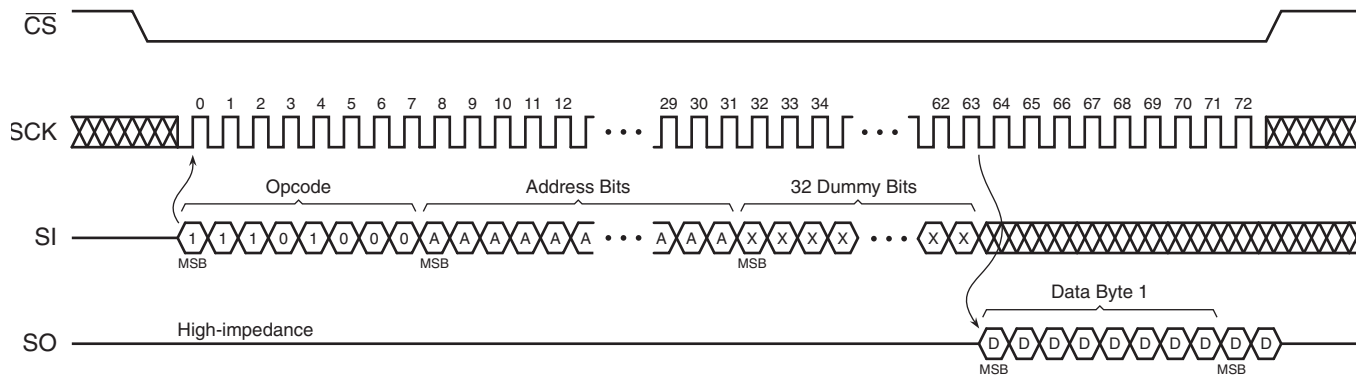 CS
0 1 2 3 4 5 6 7 8 9 10 11 12 29 30 31 32 33 34 62 63 64 65 66 67 68 69 70 71 72
SCK
Opcode Address Bits 32 Dummy Bits
SI 1 1 1 0 1 0 0 0 A A A A A A A A A X X X X X X
MSB MSB MSB
Data Byte 1
High-impedance
SO D D D D D D D D D D
MSB MSB